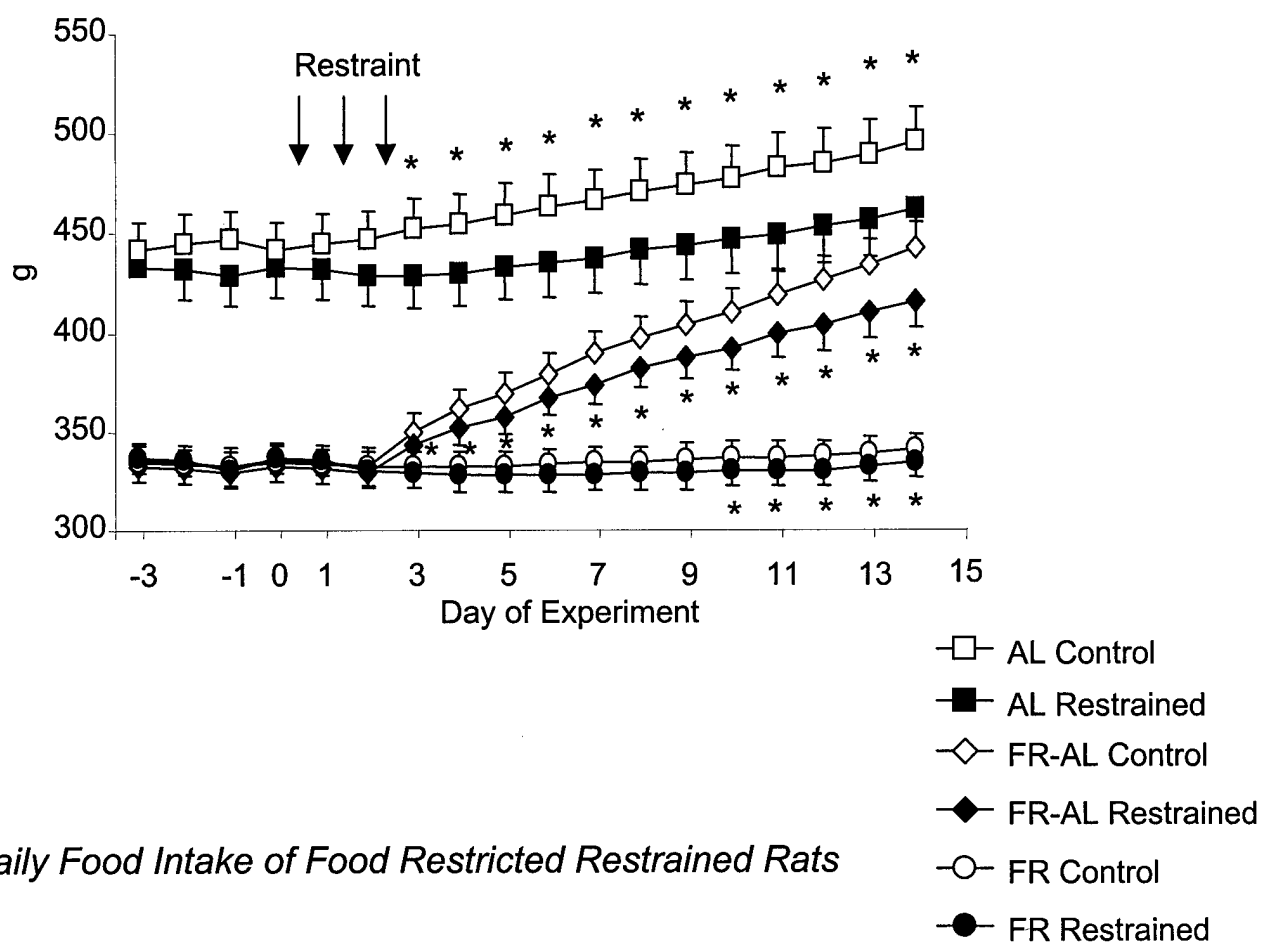 550
Restraint
500
450
g
400
350
300
-3 -1 0 1 3 5 7 9 11 13 15
Day of Experiment
AL Control
AL Restrained
FR-AL Control
FR-AL Restrained
FR Control
FR Restrained
aily Food Intake of Food Restricted Restrained Rats